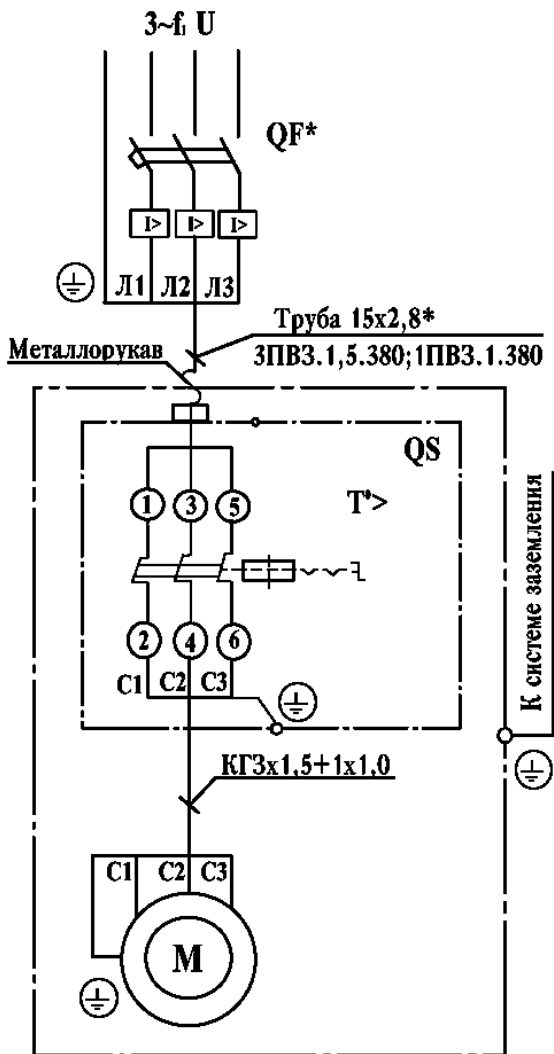 3~f₁ U
QF*
I> I> I>
Л1 Л2 Л3
Труба 15х2,8*
Металлорукав
3ПВ3.1,5.380;1ПВ3.1.380
QS
1 3 5
T°>
К системе заземления
2 4 6
С1 С2 С3
КГ3х1,5+1х1,0
С1 С2 С3
М